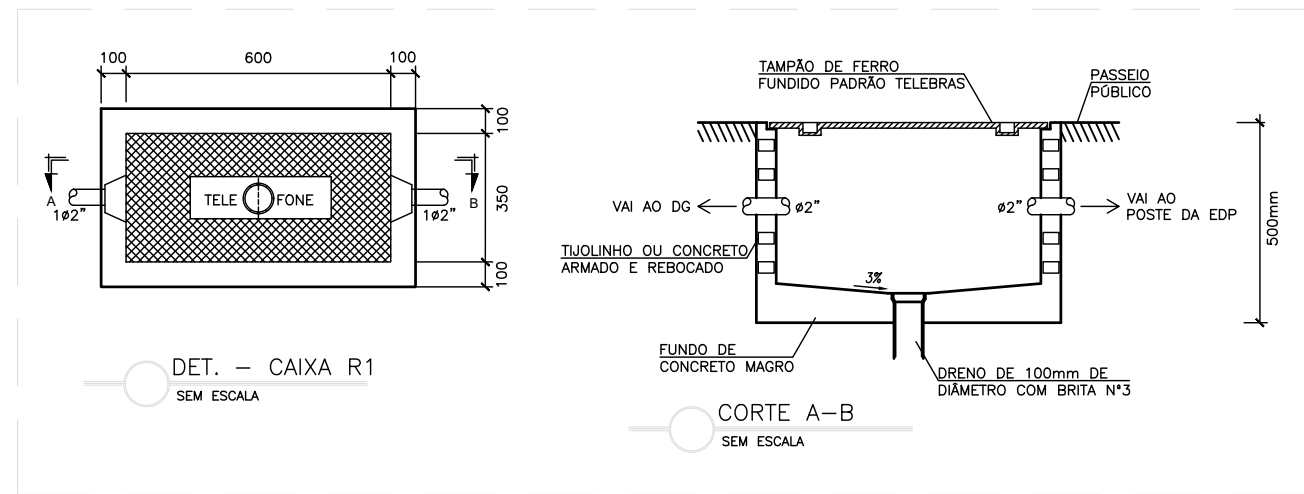 100 600 100
100
350
100
A
1ø2"
TELE FONE
1ø2"
B
DET. – CAIXA R1
SEM ESCALA
TAMPÃO DE FERRO
FUNDIDO PADRÃO TELEBRAS
PASSEIO
PÚBLICO
VAI AO DG
ø2"
ø2"
VAI AO
POSTE DA EDP
500mm
TIJOLINHO OU CONCRETO
ARMADO E REBOCADO
3%
FUNDO DE
CONCRETO MAGRO
DRENO DE 100mm DE
DIÂMETRO COM BRITA N°3
CORTE A–B
SEM ESCALA